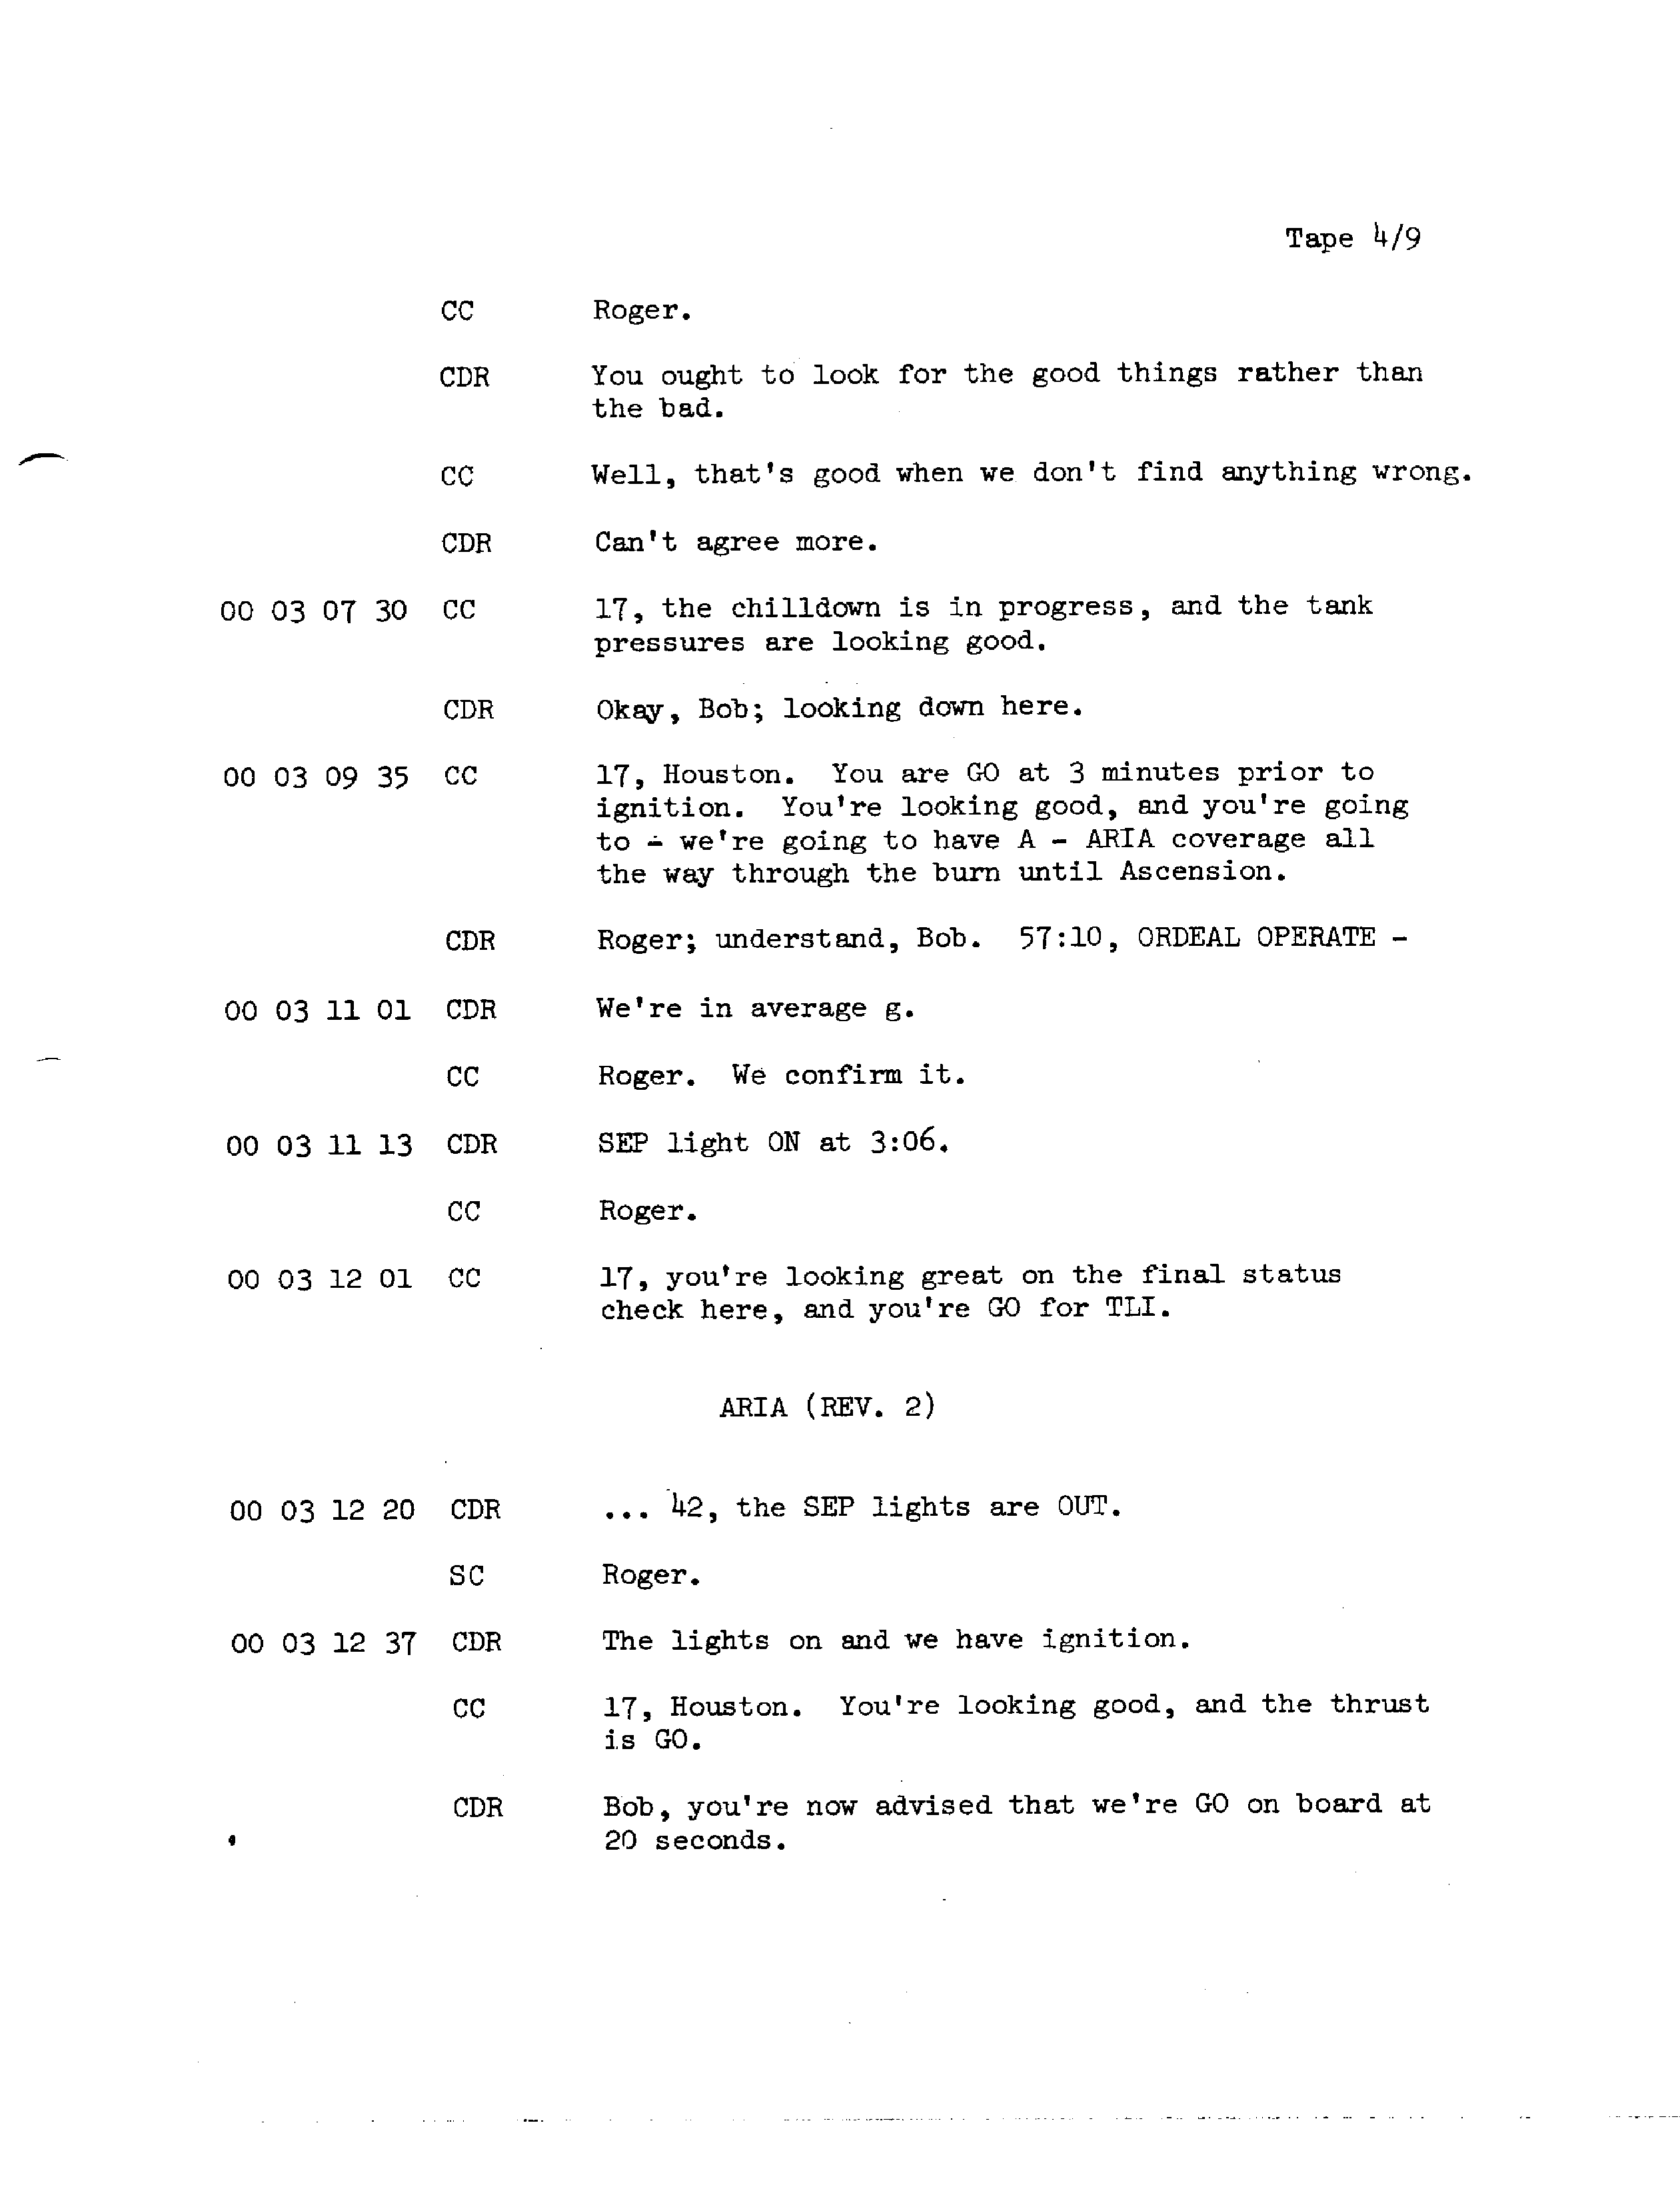 Tape 4/9
CC Roger.
CDR You ought to look for the good things rather than
the bad.
CC Well, that's good when we don't find anything wrong.
CDR Can't agree more.
00 03 07 30 CC 17, the chilldown is in progress, and the tank
pressures are looking good.
CDR Okay, Bob; looking down here.
00 03 09 35 CC 17, Houston. You are GO at 3 minutes prior to
ignition. You're looking good, and you're going
to - we're going to have A - ARIA coverage all
the way through the burn until Ascension.
CDR Roger; understand, Bob. 57:10, ORDEAL OPERATE -
00 03 11 01 CDR We're in average g.
CC Roger. We confirm it.
00 03 11 13 CDR SEP light ON at 3:06.
CC Roger.
00 03 12 01 CC 17, you're looking great on the final status
check here, and you're GO for TLI.
ARIA (REV. 2)
00 03 12 20 CDR ... 42, the SEP lights are OUT.
SC Roger.
00 03 12 37 CDR The lights on and we have ignition.
CC 17, Houston. You're looking good, and the thrust
is GO.
CDR Bob, you're now advised that we're GO on board at
20 seconds.